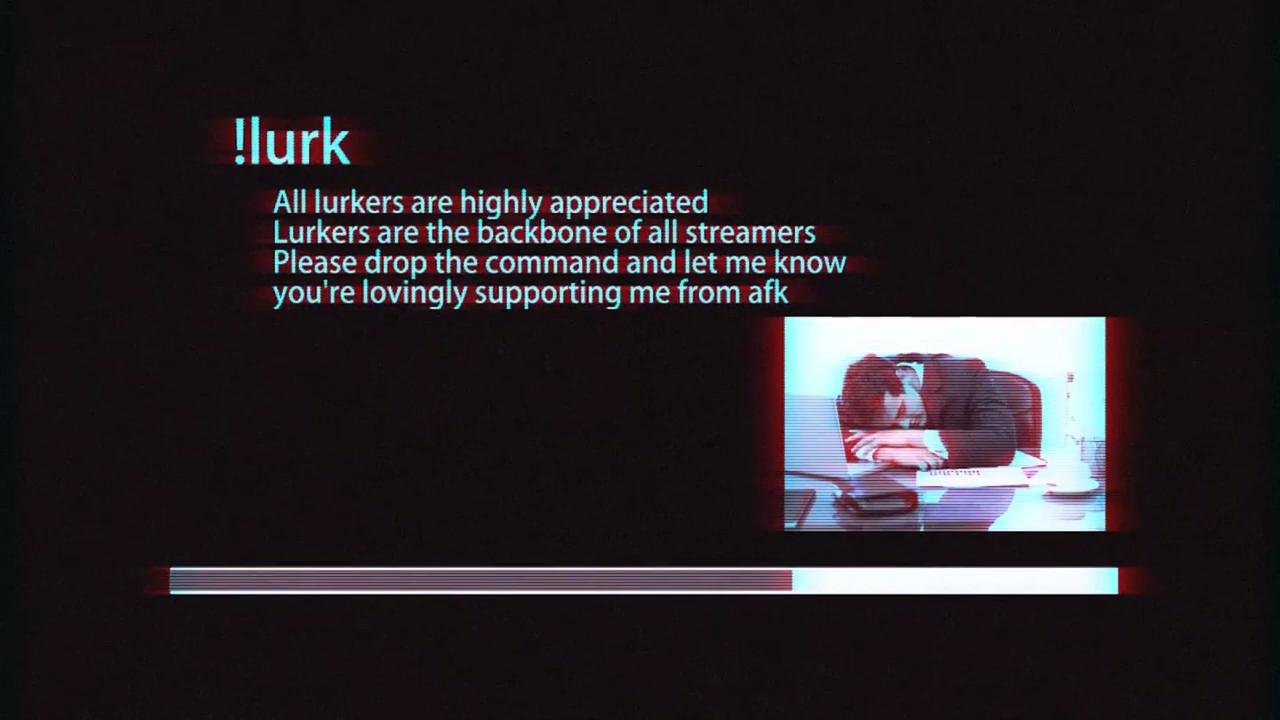 !lurk
All lurkers are highly appreciated
Lurkers are the backbone of all streamers
Please drop the command and let me know
you're lovingly supporting me from afk